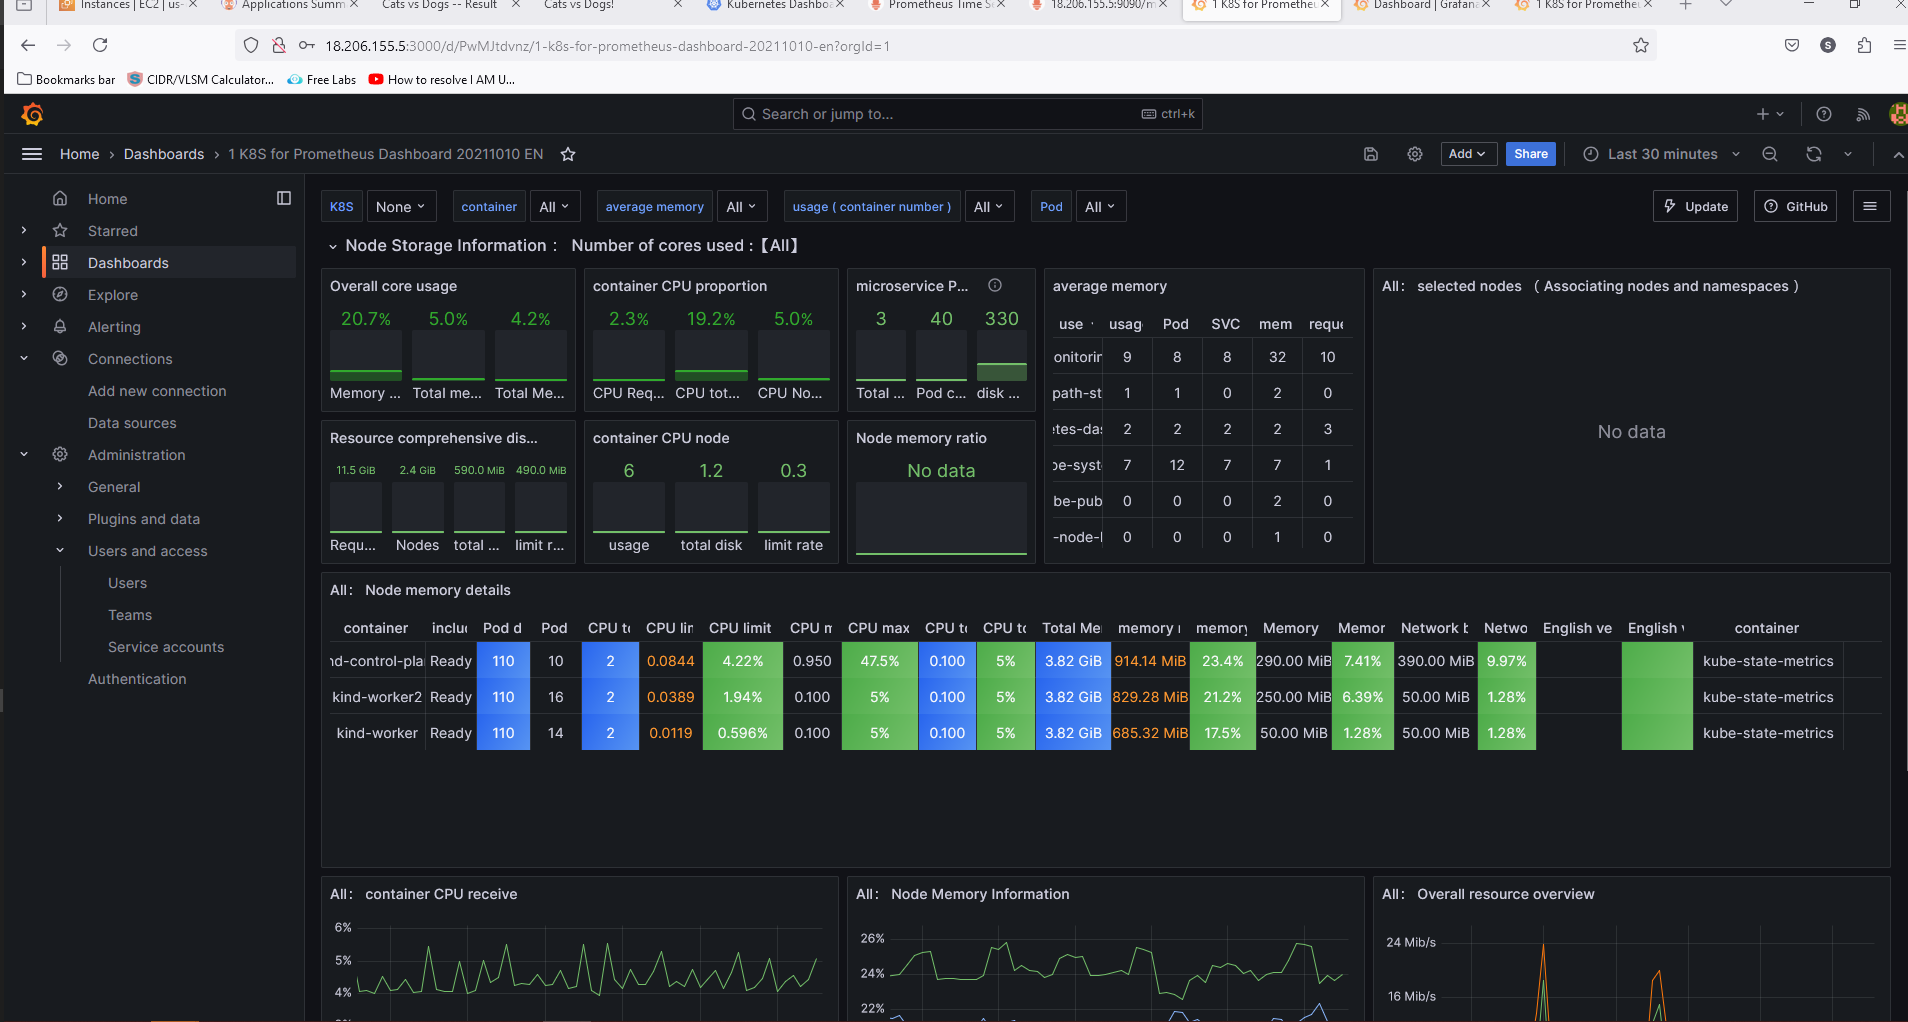 Instances | EC2 | us-
Applications Summ
Cats vs Dogs -- Result
Cats vs Dogs!
Kubernetes Dashbo
Prometheus Time Se
18.206.155.5:9090/m
1 K8S for Prometheu
Dashboard | Grafana
1 K8S for Prometheu
18.206.155.5:3000/d/PwMJtdvnz/1-k8s-for-prometheus-dashboard-20211010-en?orgId=1
S
Bookmarks bar
CIDR/VLSM Calculator...
Free Labs
How to resolve I AM U...
Search or jump to...
ctrl+k
Home › Dashboards › 1 K8S for Prometheus Dashboard 20211010 EN
Add
Share
Last 30 minutes
Home
Starred
Dashboards
Explore
Alerting
Connections
Add new connection
Data sources
Administration
General
Plugins and data
Users and access
Users
Teams
Service accounts
Authentication
K8S None container All average memory All usage ( container number ) All Pod All
Update GitHub
Node Storage Information： Number of cores used :【All】
Overall core usage
20.7% 5.0% 4.2%
Memory ... Total me... Total Me...
container CPU proportion
2.3% 19.2% 5.0%
CPU Req... CPU tot... CPU No...
microservice P...
3 40 330
Total ... Pod c... disk ...
Resource comprehensive dis...
11.5 GiB 2.4 GiB 590.0 MiB 490.0 MiB
Requ... Nodes total ... limit r...
container CPU node
6 1.2 0.3
usage total disk limit rate
Node memory ratio
No data
average memory
use usag Pod SVC mem reque
onitorin 9 8 8 32 10
path-st 1 1 0 2 0
etes-das 2 2 2 2 3
be-syst 7 12 7 7 1
be-pub 0 0 0 2 0
-node-l 0 0 0 1 0
All： selected nodes （ Associating nodes and namespaces ）
No data
All： Node memory details
container inclu Pod d Pod CPU to CPU lin CPU limit CPU m CPU max CPU to CPU to Total Me memory r memory Memory Memor Network b Netwo English ve English v container
nd-control-plan Ready 110 10 2 0.0844 4.22% 0.950 47.5% 0.100 5% 3.82 GiB 914.14 MiB 23.4% 290.00 MiB 7.41% 390.00 MiB 9.97% kube-state-metrics
kind-worker2 Ready 110 16 2 0.0389 1.94% 0.100 5% 0.100 5% 3.82 GiB 829.28 MiB 21.2% 250.00 MiB 6.39% 50.00 MiB 1.28% kube-state-metrics
kind-worker Ready 110 14 2 0.0119 0.596% 0.100 5% 0.100 5% 3.82 GiB 685.32 MiB 17.5% 50.00 MiB 1.28% 50.00 MiB 1.28% kube-state-metrics
All： container CPU receive
6%
5%
4%
All： Node Memory Information
26%
24%
22%
All： Overall resource overview
24 Mib/s
16 Mib/s